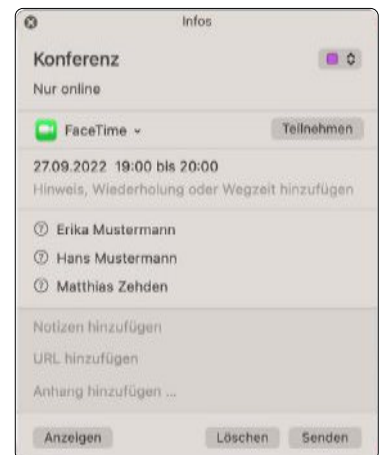 Infos
Konferenz
Nur online
FaceTime
Teilnehmen
27.09.2022 19:00 bis 20:00
Hinweis, Wiederholung oder Wegzeit hinzufügen
? Erika Mustermann
? Hans Mustermann
? Matthias Zehden
Notizen hinzufügen
URL hinzufügen
Anhang hinzufügen ...
Anzeigen
Löschen
Senden